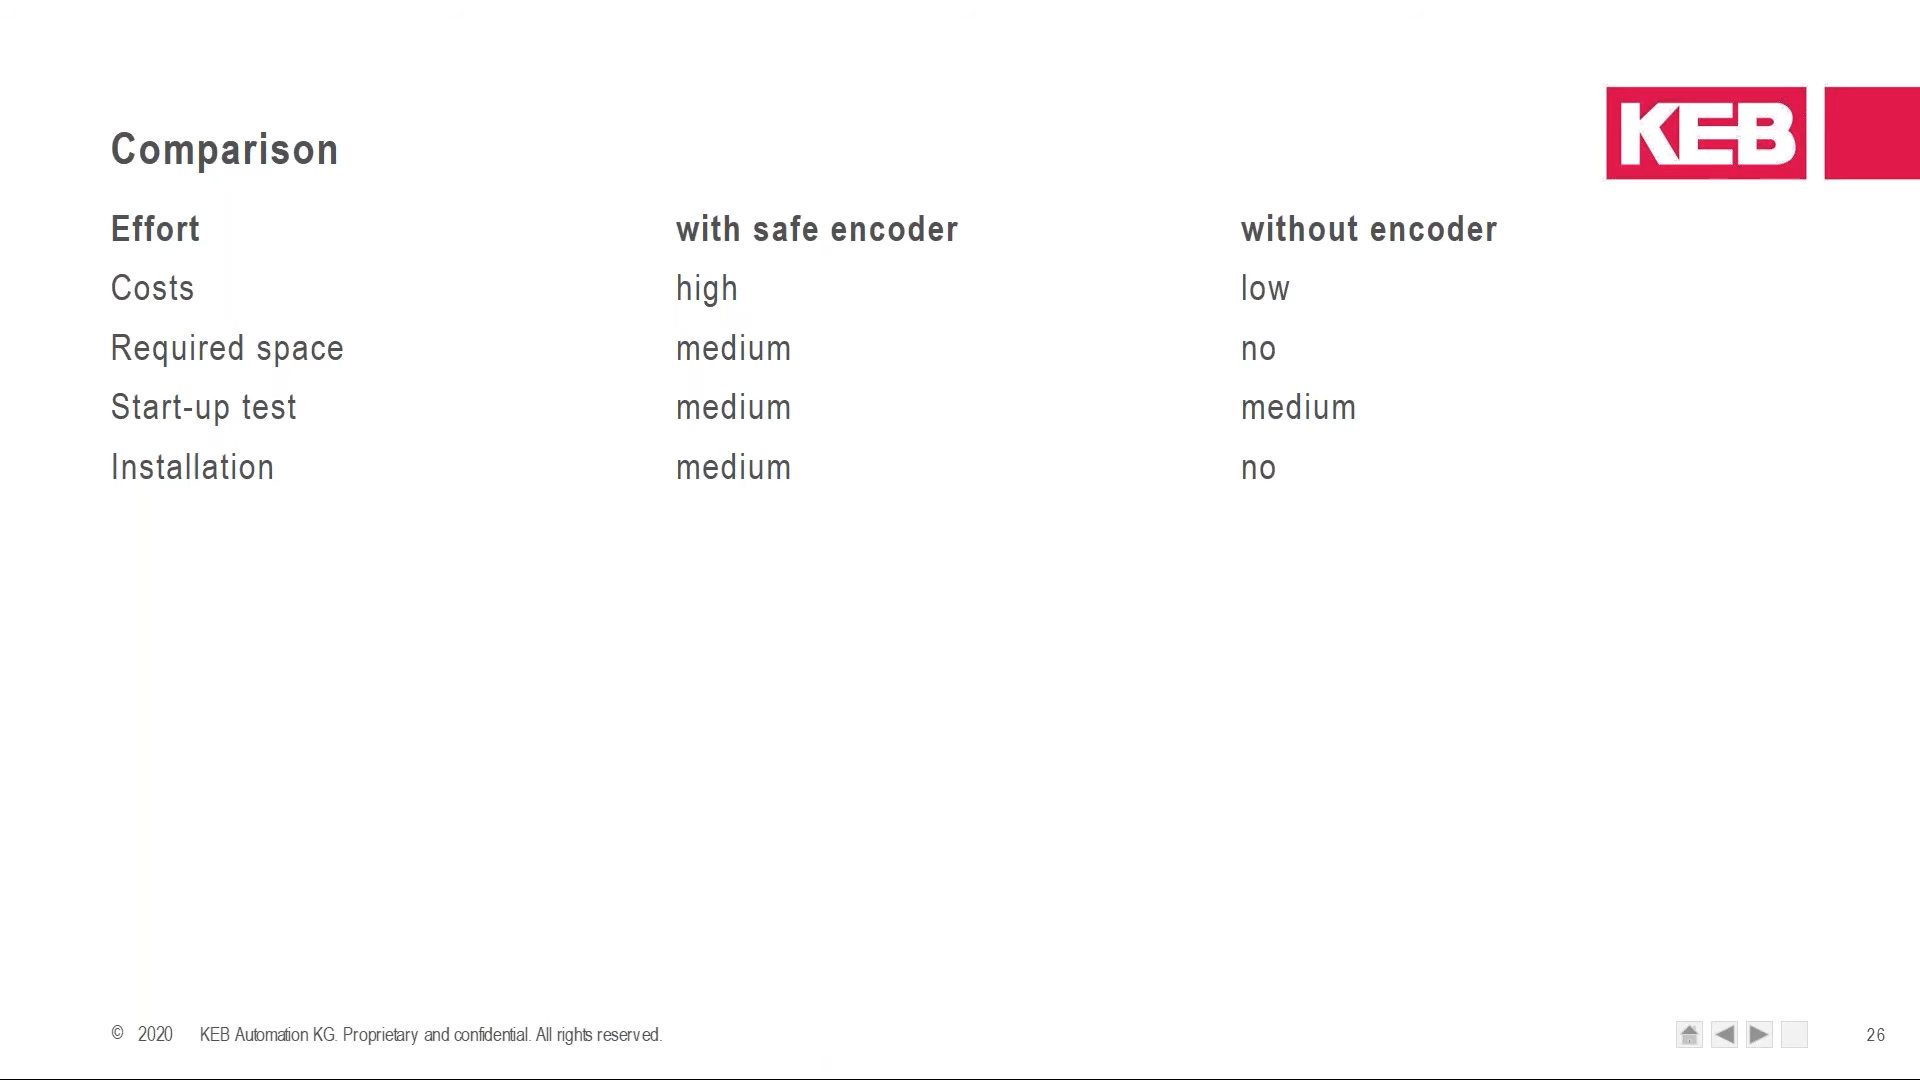 KEB
Comparison
Effort with safe encoder without encoder
Costs high low
Required space medium no
Start-up test medium medium
Installation medium no
© 2020 KEB Automation KG. Proprietary and confidential. All rights reserved. 26